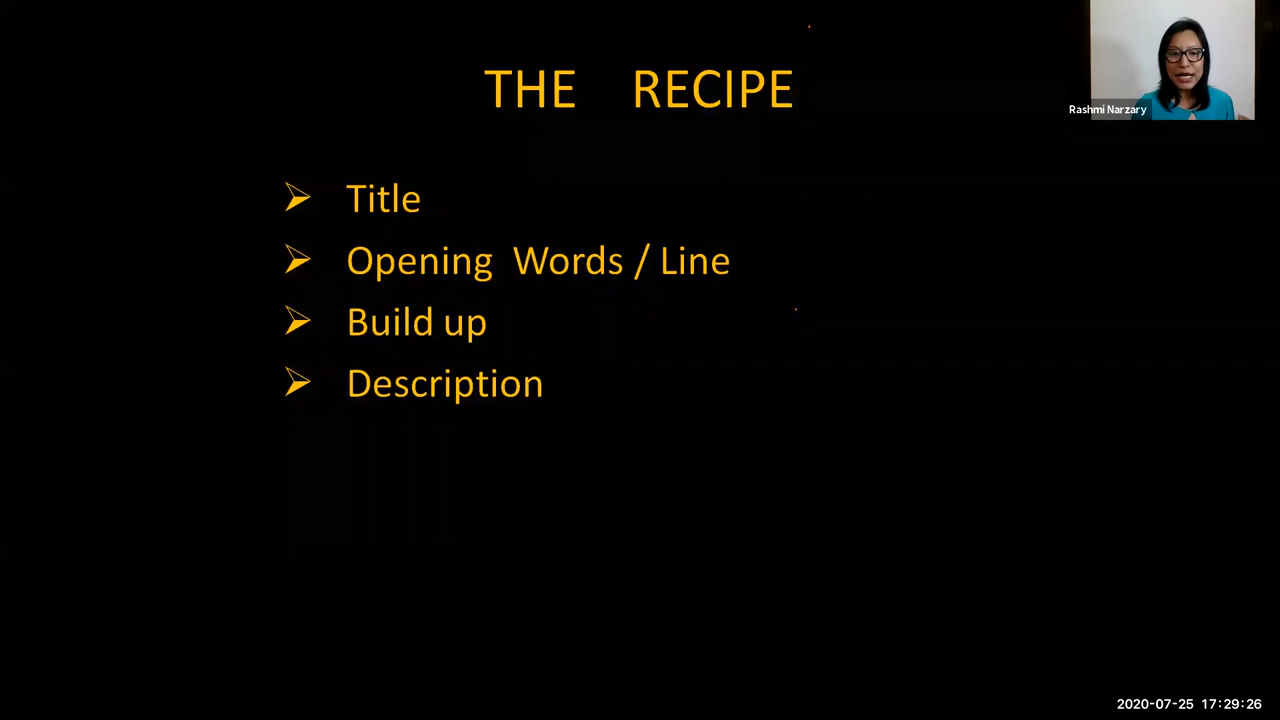 THE RECIPE
Rashmi Narzary
Title
Opening Words / Line
Build up
Description
2020-07-25 17:29:26